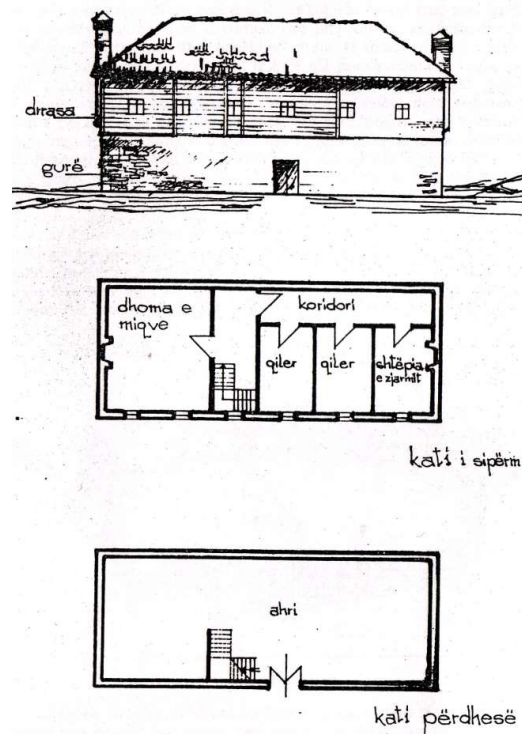 drrasa
gurë
dhoma e
miqve
koridori
qiler
qiler
shtëpia
e zjarmit
kati i sipërm
ahri
kati përdhesë